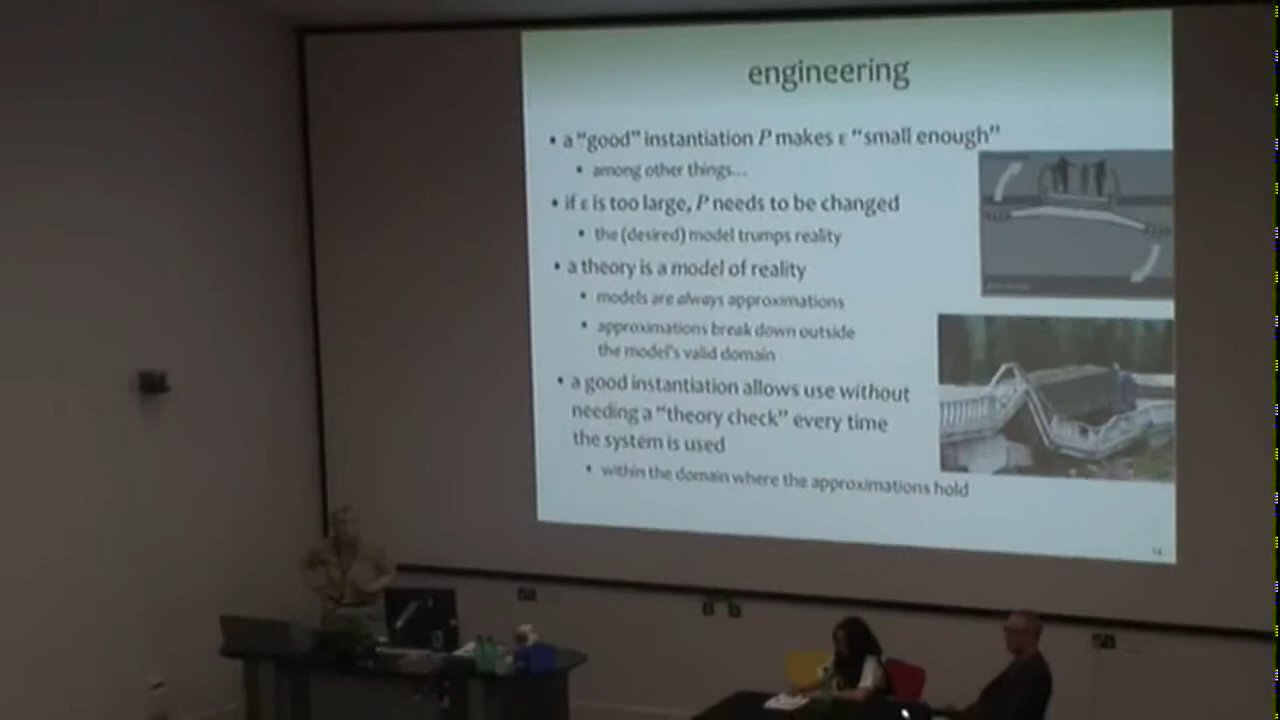 engineering
• a "good" instantiation P makes ε "small enough"
• among other things...
• if ε is too large, P needs to be changed
• the (desired) model trumps reality
• a theory is a model of reality
• models are always approximations
• approximations break down outside
the model's valid domain
• a good instantiation allows use without
needing a "theory check" every time
the system is used
• within the domain where the approximations hold
14